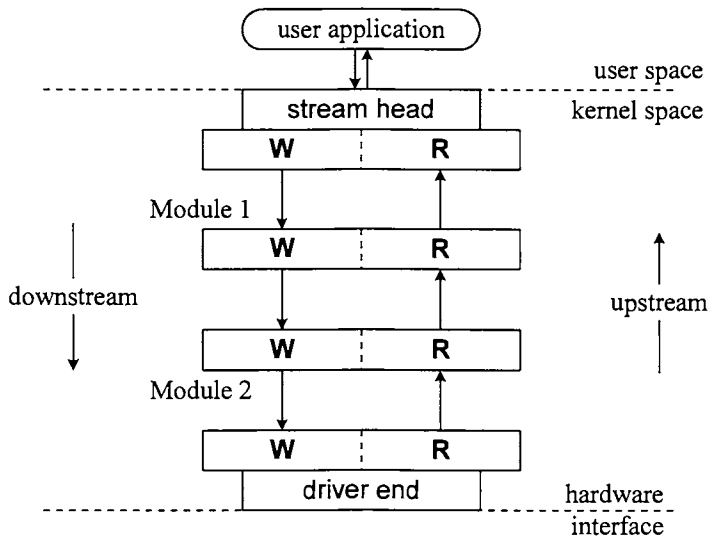 user application
user space
stream head
kernel space
W R
Module 1
W R
downstream
upstream
W R
Module 2
W R
driver end
hardware
interface